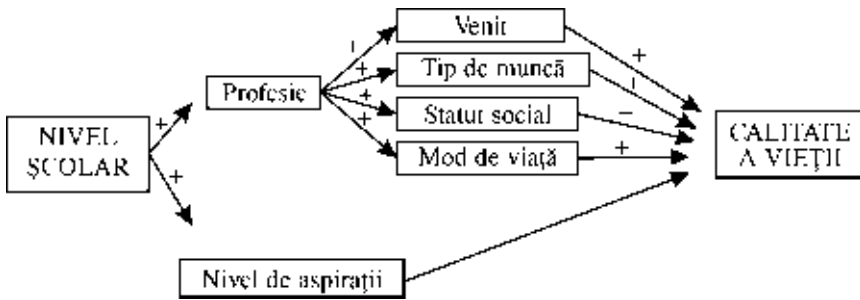 Venit
Tip de muncă
Profesie
Statut social
Mod de viață
NIVEL
ȘCOLAR
CALITATE
A VIEȚII
Nivel de aspirații
+
+
+
+
+
+
+
+
+
−
+